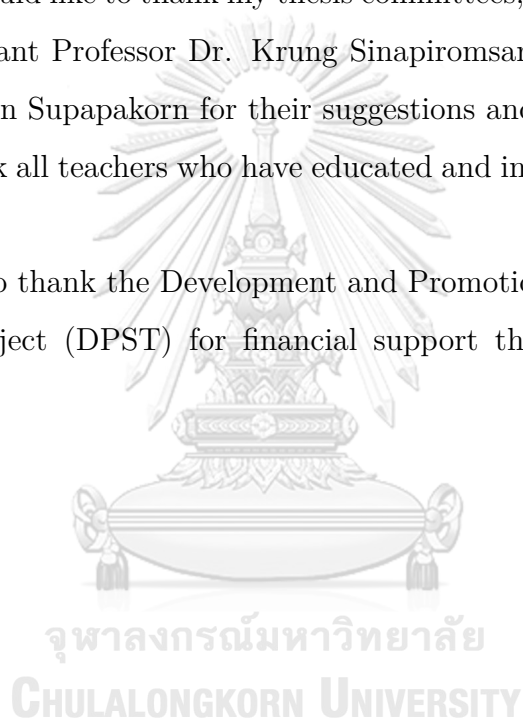 would like to thank my thesis committees,
ant Professor Dr. Krung Sinapiromsar
n Supapakorn for their suggestions and
k all teachers who have educated and in
o thank the Development and Promotio
ject (DPST) for financial support th
จุฬาลงกรณ์มหาวิทยาลัย
CHULALONGKORN UNIVERSITY